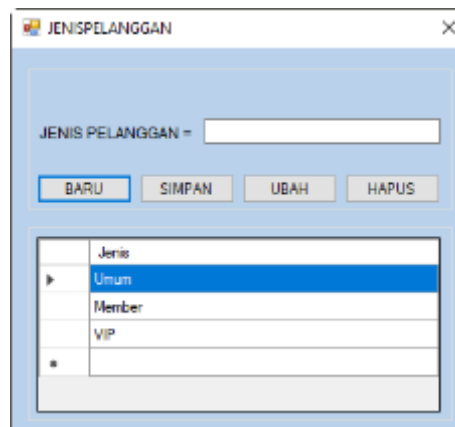 JENISPELANGGAN
JENIS PELANGGAN =
BARU SIMPAN UBAH HAPUS
Jenis
Umum
Member
VIP